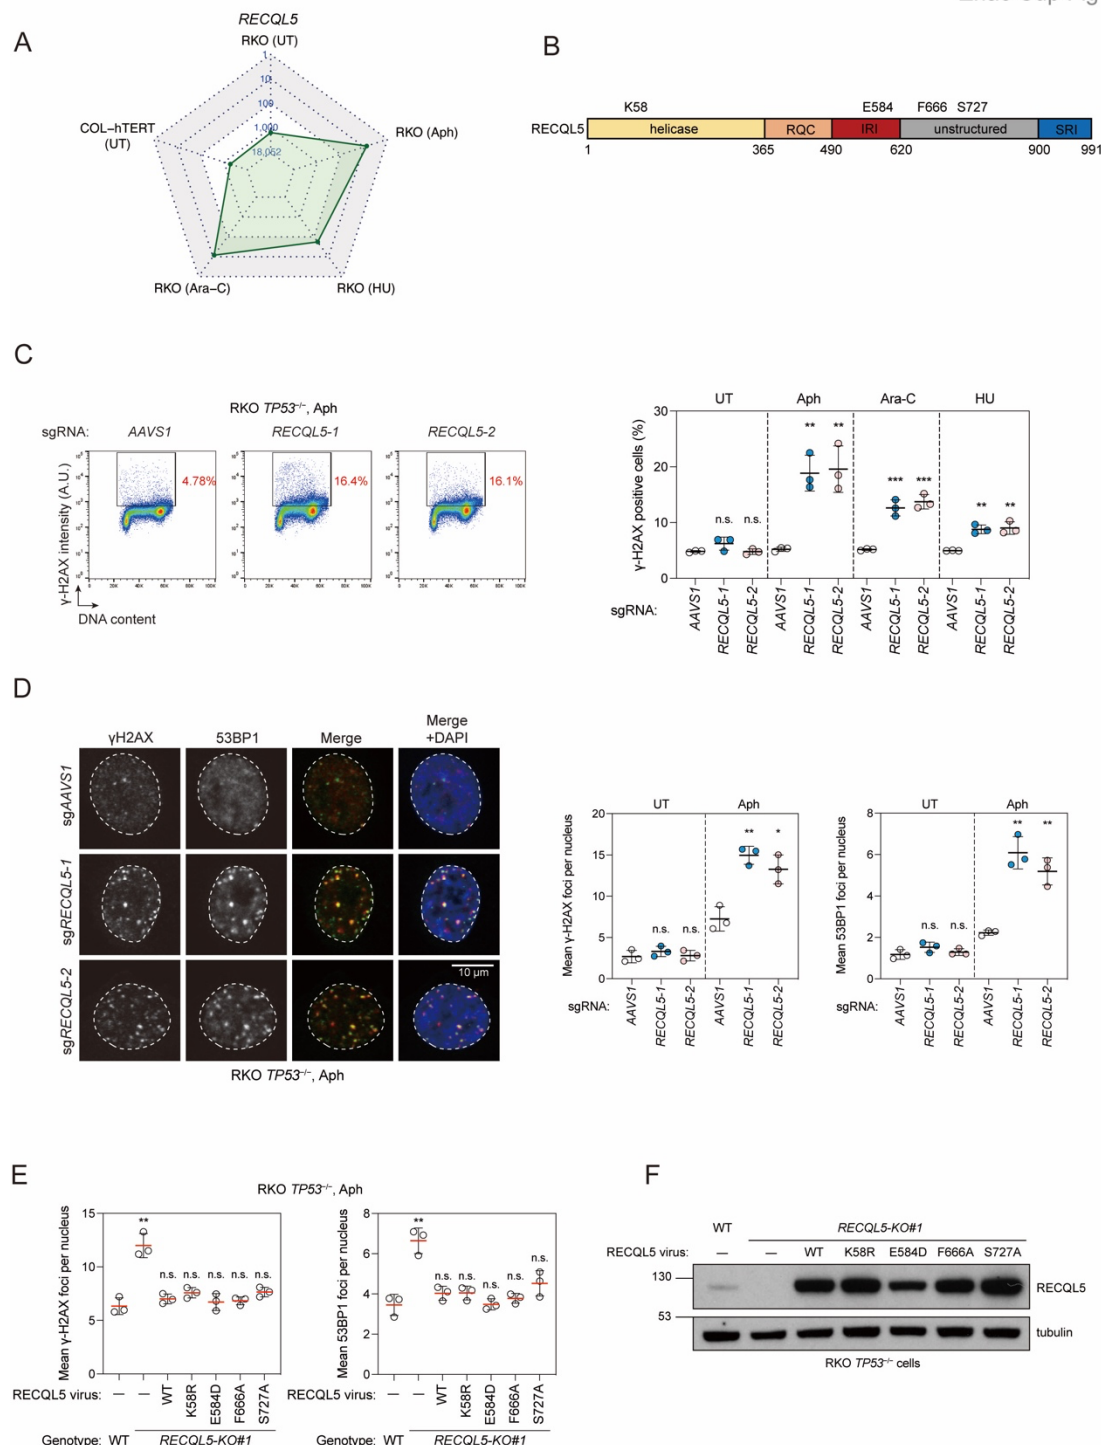 A
RECQL5
RKO (UT)
1
10
100
1,000
18,052
COL−hTERT
(UT)
RKO (Aph)
RKO (Ara−C)
RKO (HU)
B
K58 E584 F666 S727
RECQL5 helicase RQC IRI unstructured SRI
1 365 490 620 900 991
C
RKO TP53−/−, Aph
sgRNA: AAVS1 RECQL5-1 RECQL5-2
γ-H2AX intensity (A.U.)
4.78% 16.4% 16.1%
DNA content
UT Aph Ara-C HU
γ-H2AX positive cells (%)
30
20
10
0
n.s. n.s. ** ** *** *** ** **
sgRNA:
AAVS1 RECQL5-1 RECQL5-2 AAVS1 RECQL5-1 RECQL5-2 AAVS1 RECQL5-1 RECQL5-2 AAVS1 RECQL5-1 RECQL5-2
D
γH2AX 53BP1 Merge Merge
+DAPI
sgAAVS1
sgRECQL5-1
sgRECQL5-2
10 µm
RKO TP53−/−, Aph
UT Aph
Mean γ-H2AX foci per nucleus
20
15
10
5
0
n.s. n.s. ** *
sgRNA:
AAVS1 RECQL5-1 RECQL5-2 AAVS1 RECQL5-1 RECQL5-2
UT Aph
Mean 53BP1 foci per nucleus
8
6
4
2
0
n.s. n.s. ** **
sgRNA:
AAVS1 RECQL5-1 RECQL5-2 AAVS1 RECQL5-1 RECQL5-2
E
RKO TP53−/−, Aph
Mean γ-H2AX foci per nucleus
15
10
5
0
** n.s. n.s. n.s. n.s. n.s.
RECQL5 virus: — — WT K58R E584D F666A S727A
Genotype: WT RECQL5-KO#1
Mean 53BP1 foci per nucleus
8
6
4
2
0
** n.s. n.s. n.s. n.s. n.s.
RECQL5 virus: — — WT K58R E584D F666A S727A
Genotype: WT RECQL5-KO#1
F
WT RECQL5-KO#1
RECQL5 virus: — — WT K58R E584D F666A S727A
130
RECQL5
53
tubulin
RKO TP53−/− cells